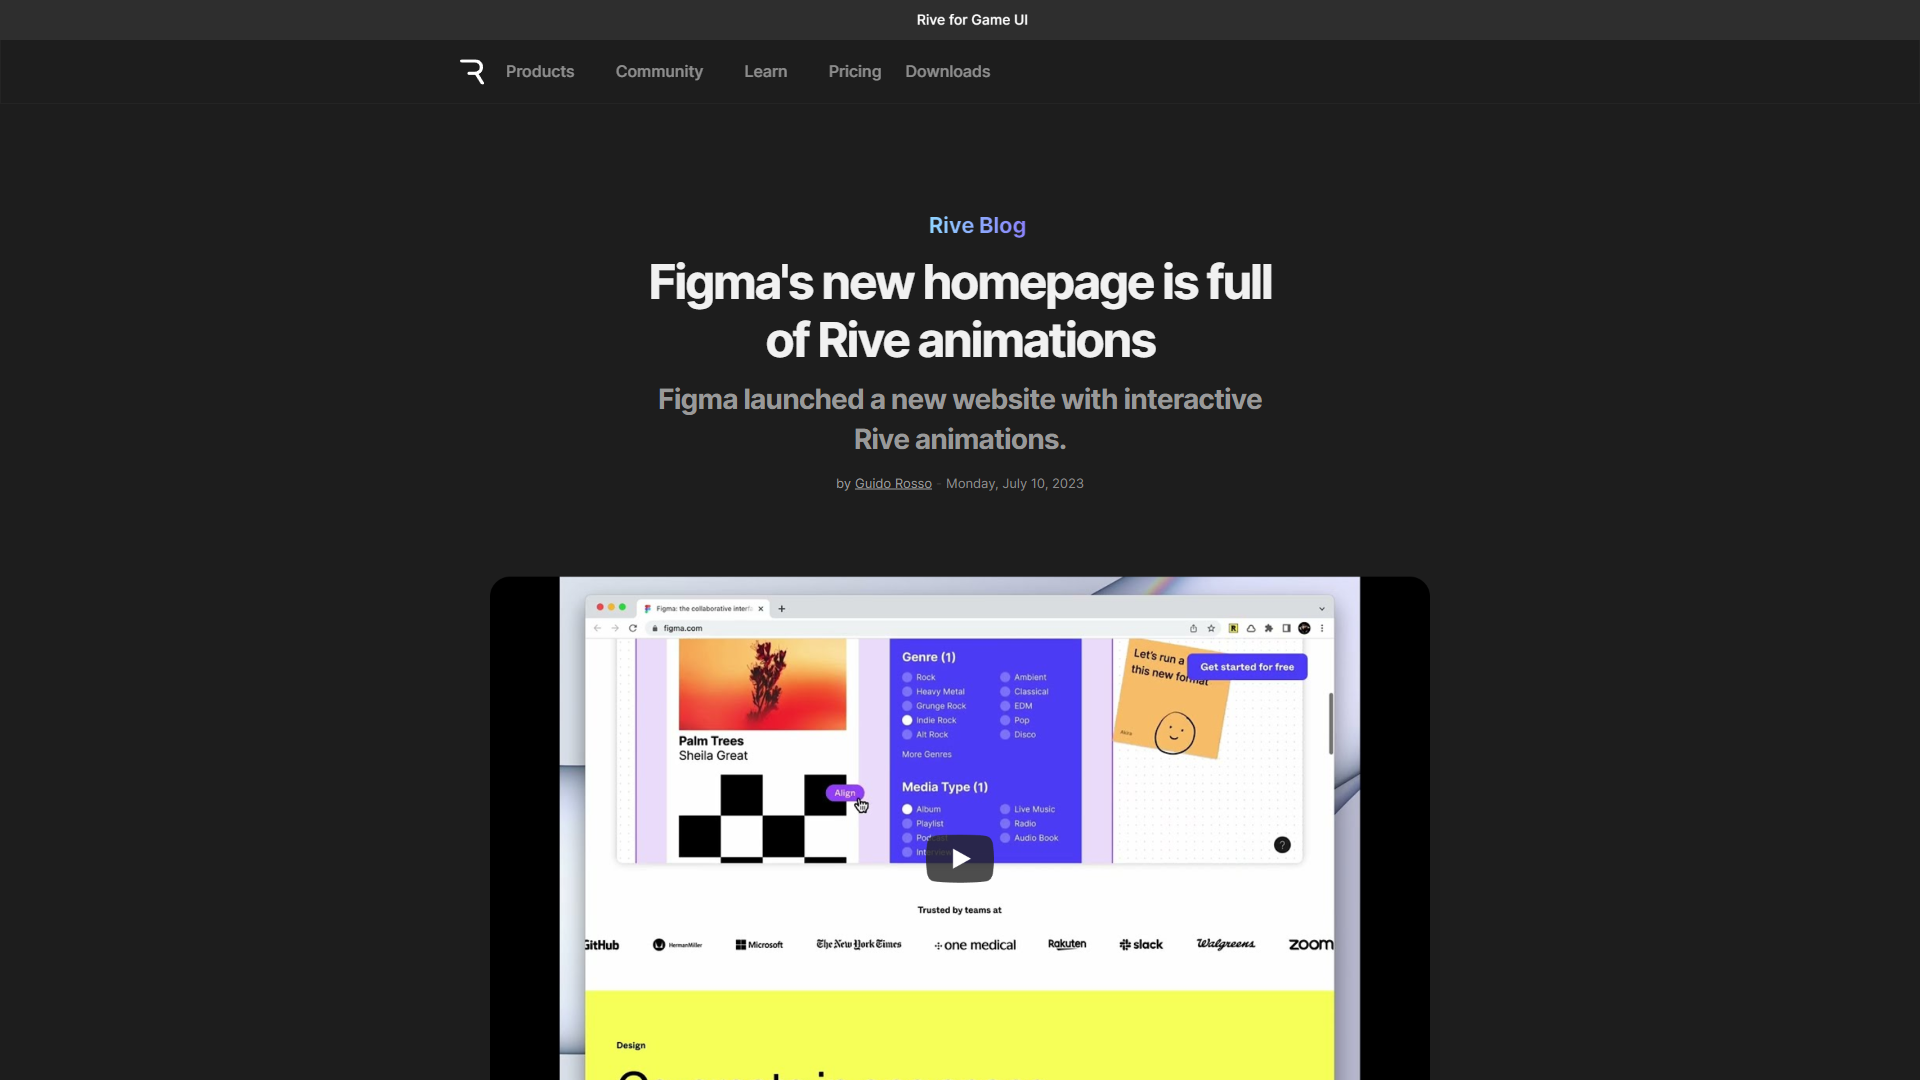 Rive for Game UI
Products
Community
Learn
Pricing
Downloads
Rive Blog
Figma's new homepage is full
of Rive animations
Figma launched a new website with interactive
Rive animations.
by Guido Rosso - Monday, July 10, 2023
Figma: the collaborative interfa
figma.com
Let's run a
this new format
Get started for free
Genre (1)
Rock
Ambient
Heavy Metal
Classical
Grunge Rock
EDM
Indie Rock
Pop
Alt Rock
Disco
More Genres
Palm Trees
Sheila Great
Align
Media Type (1)
Album
Live Music
Playlist
Radio
Audio Book
?
Trusted by teams at
GitHub
HermanMiller
Microsoft
The New York Times
one medical
Rakuten
slack
Walgreens
zoom
Design